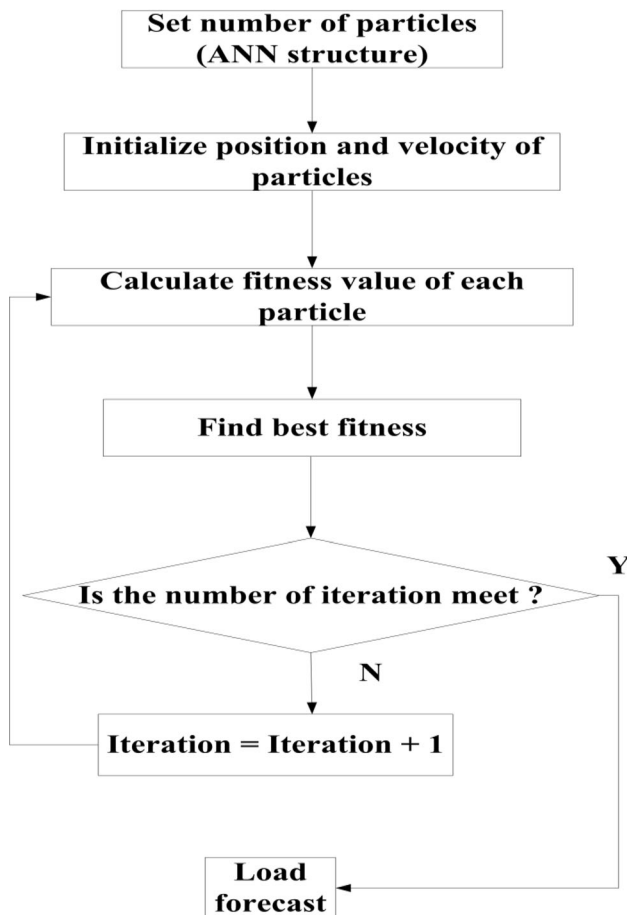 Set number of particles
(ANN structure)
Initialize position and velocity of
particles
Calculate fitness value of each
particle
Find best fitness
Y
Is the number of iteration meet ?
N
Iteration = Iteration + 1
Load
forecast